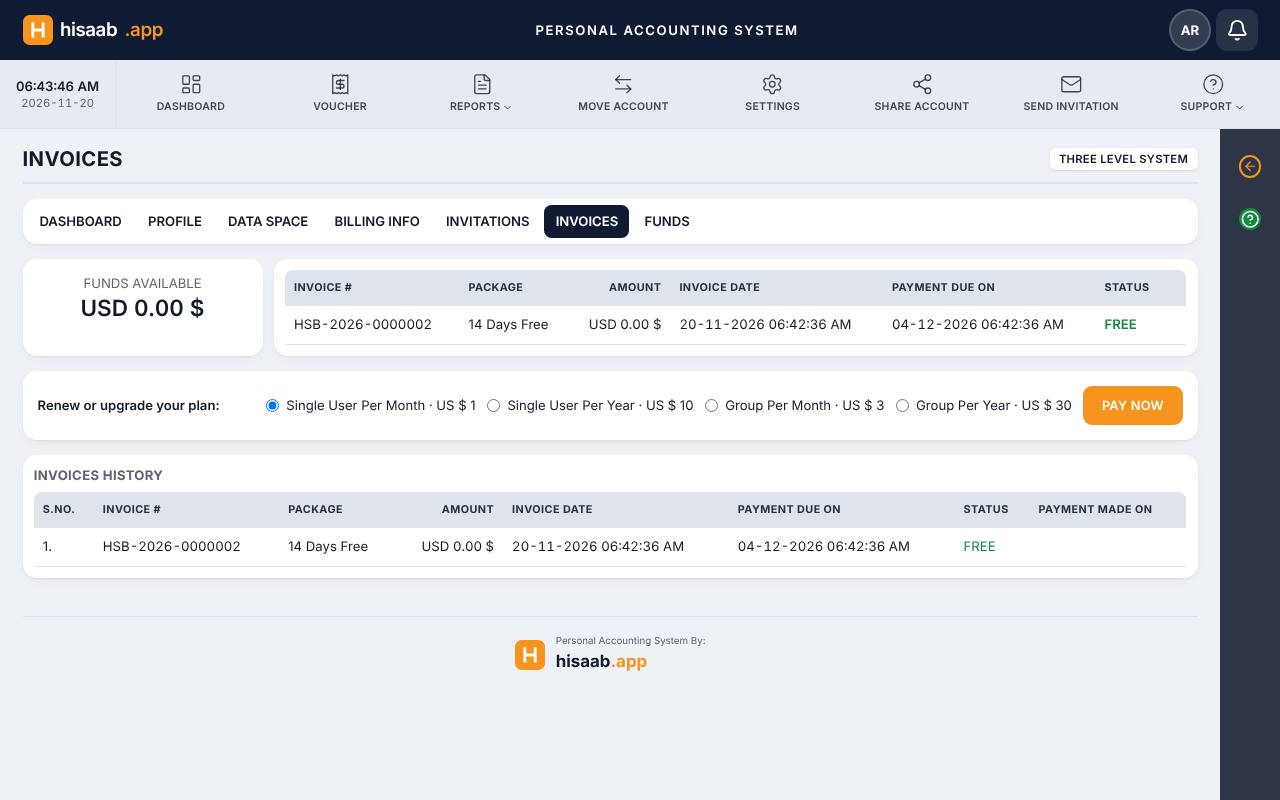 H hisaab .app
PERSONAL ACCOUNTING SYSTEM
AR
06:43:46 AM
2026-11-20
DASHBOARD
VOUCHER
REPORTS
MOVE ACCOUNT
SETTINGS
SHARE ACCOUNT
SEND INVITATION
SUPPORT
INVOICES
THREE LEVEL SYSTEM
DASHBOARD PROFILE DATA SPACE BILLING INFO INVITATIONS INVOICES FUNDS
FUNDS AVAILABLE
USD 0.00 $
INVOICE # PACKAGE AMOUNT INVOICE DATE PAYMENT DUE ON STATUS
HSB-2026-0000002 14 Days Free USD 0.00 $ 20-11-2026 06:42:36 AM 04-12-2026 06:42:36 AM FREE
Renew or upgrade your plan: Single User Per Month · US $ 1 Single User Per Year · US $ 10 Group Per Month · US $ 3 Group Per Year · US $ 30 PAY NOW
INVOICES HISTORY
S.NO. INVOICE # PACKAGE AMOUNT INVOICE DATE PAYMENT DUE ON STATUS PAYMENT MADE ON
1. HSB-2026-0000002 14 Days Free USD 0.00 $ 20-11-2026 06:42:36 AM 04-12-2026 06:42:36 AM FREE
Personal Accounting System By:
H hisaab.app